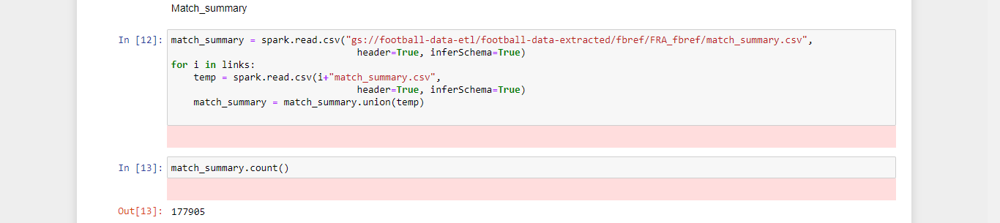 Match_summary
In [12]: match_summary = spark.read.csv("gs://football-data-etl/football-data-extracted/fbref/FRA_fbref/match_summary.csv",
                                 header=True, inferSchema=True)
for i in links:
    temp = spark.read.csv(i+"match_summary.csv",
                                 header=True, inferSchema=True)
    match_summary = match_summary.union(temp)
In [13]: match_summary.count()
Out[13]: 177905